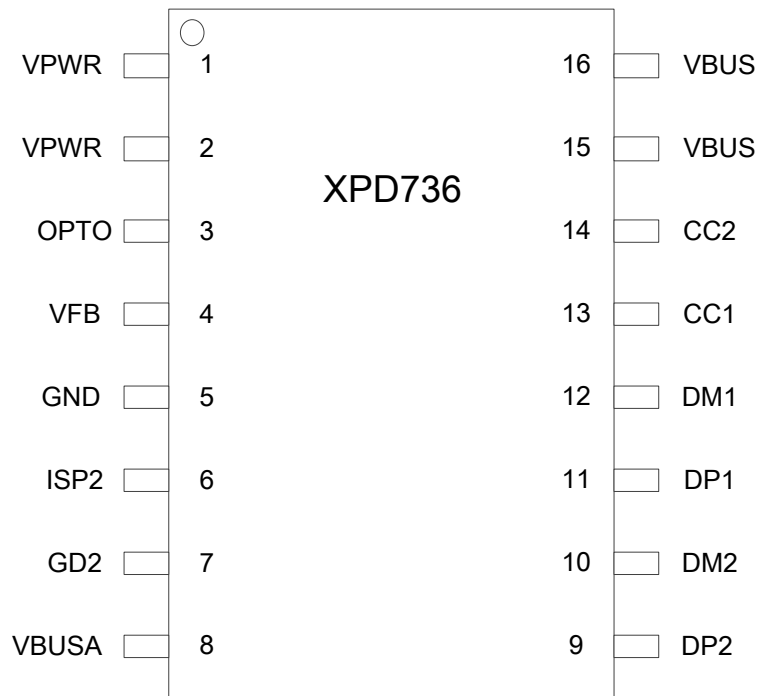 VPWR 1 16 VBUS
VPWR 2 15 VBUS
XPD736
OPTO 3 14 CC2
VFB 4 13 CC1
GND 5 12 DM1
ISP2 6 11 DP1
GD2 7 10 DM2
VBUSA 8 9 DP2